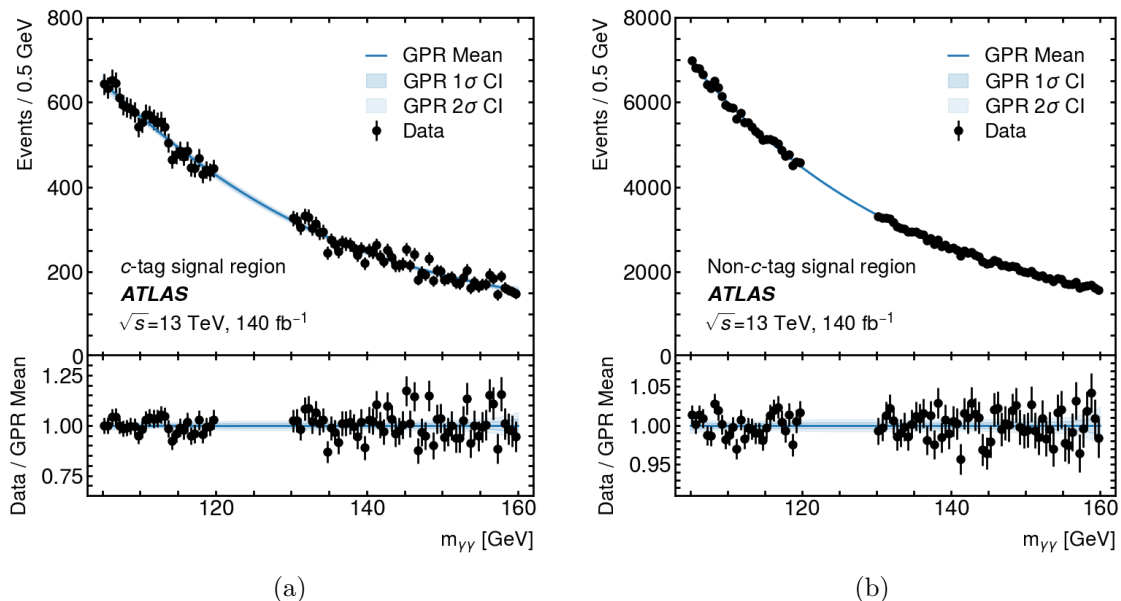 800
600
400
200
0
Events / 0.5 GeV
GPR Mean
GPR 1σ CI
GPR 2σ CI
Data
c-tag signal region
ATLAS
√s=13 TeV, 140 fb⁻¹
1.25
1.00
0.75
Data / GPR Mean
120 140 160
mγγ [GeV]
(a)
8000
6000
4000
2000
0
Events / 0.5 GeV
GPR Mean
GPR 1σ CI
GPR 2σ CI
Data
Non-c-tag signal region
ATLAS
√s=13 TeV, 140 fb⁻¹
1.05
1.00
0.95
Data / GPR Mean
120 140 160
mγγ [GeV]
(b)